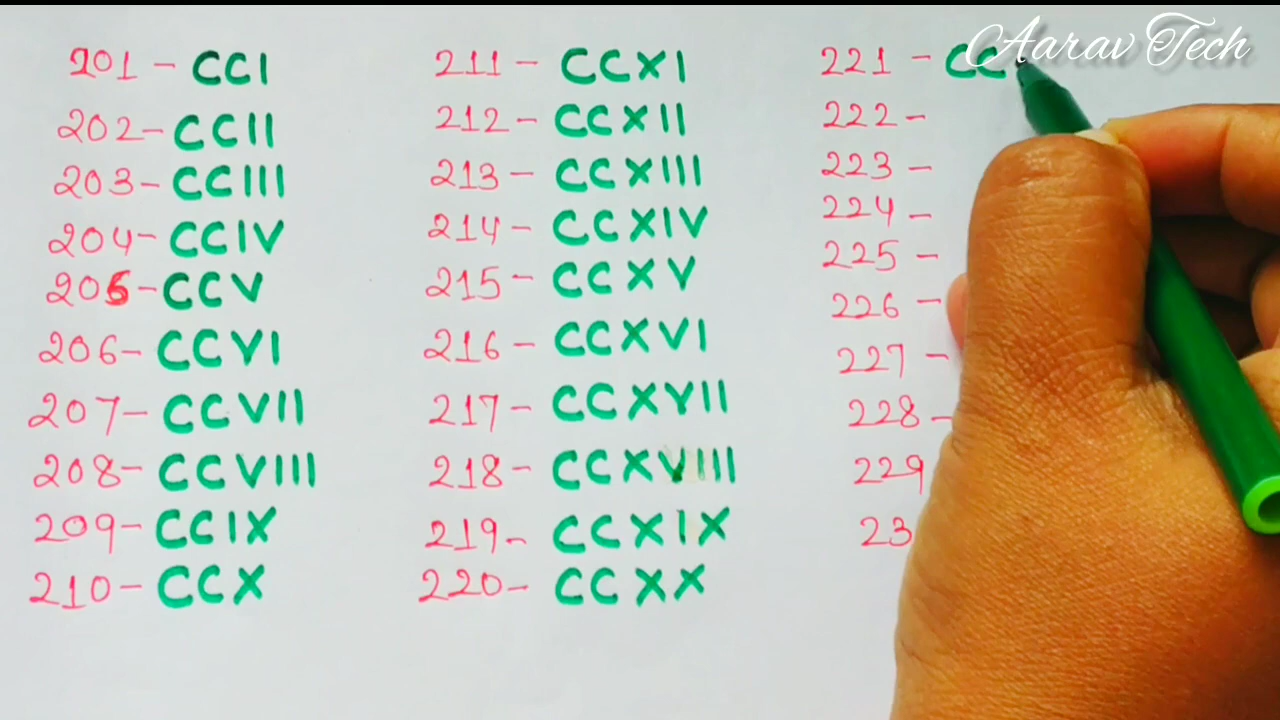 Aarav Tech
201 - CCI
202 - CCII
203 - CCIII
204 - CCIV
205 - CCV
206 - CCVI
207 - CCVII
208 - CCVIII
209 - CCIX
210 - CCX
211 - CCXI
212 - CCXII
213 - CCXIII
214 - CCXIV
215 - CCXV
216 - CCXVI
217 - CCXVII
218 - CCXVIII
219 - CCXIX
220 - CCXX
221 - CC
222 -
223 -
224 -
225 -
226 -
227 -
228 -
229
23